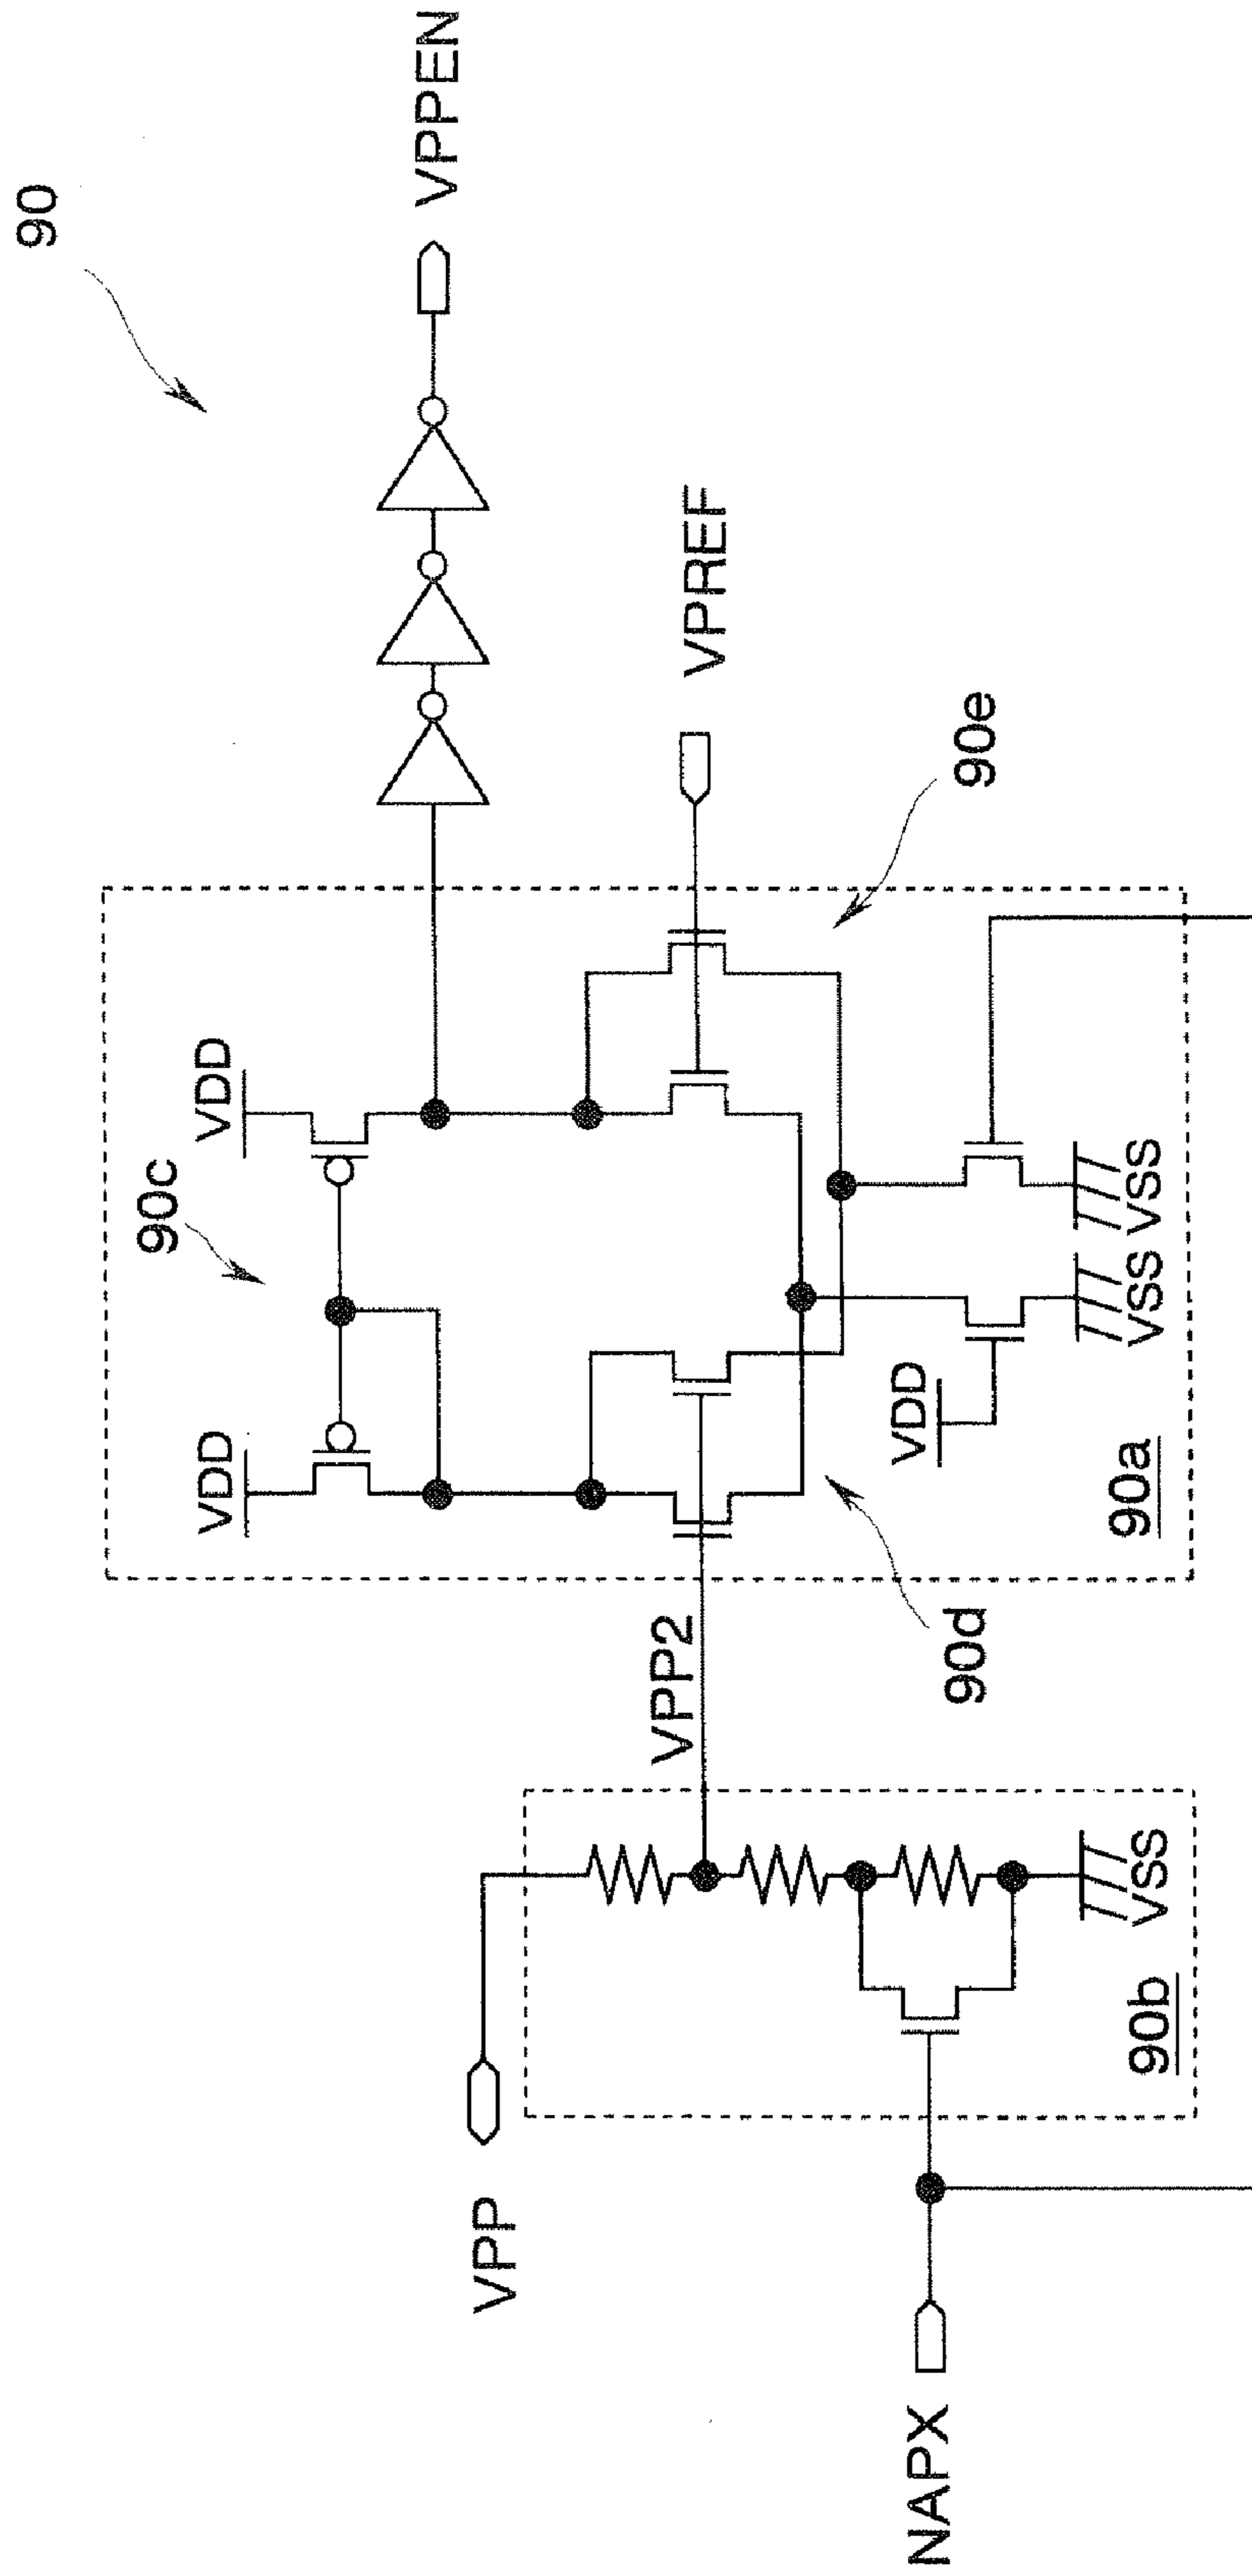 90
VPPEN
VPREF
90e
90c
VDD
VDD
VDD
VSS
VSS
90a
90d
VPP2
VPP
VSS
90b
NAPX